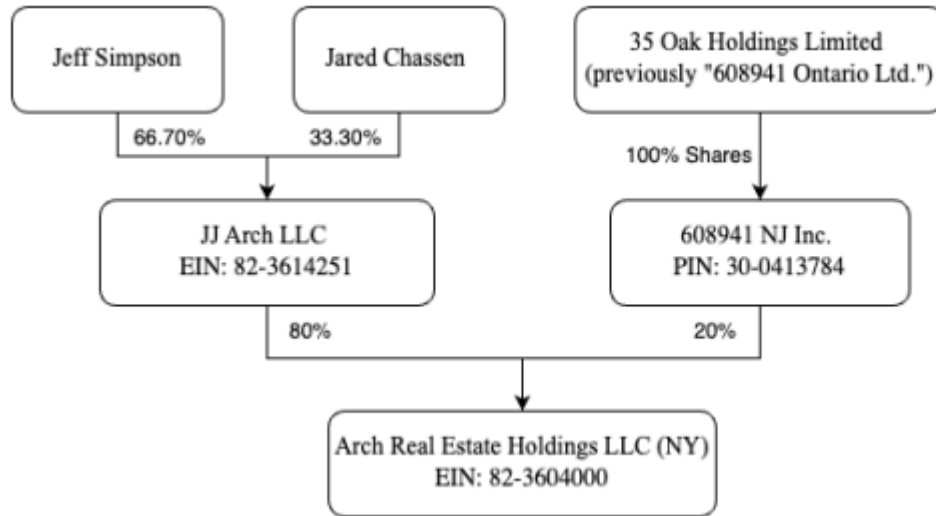 Jeff Simpson
Jared Chassen
35 Oak Holdings Limited
(previously "608941 Ontario Ltd.")
66.70%
33.30%
100% Shares
JJ Arch LLC
EIN: 82-3614251
608941 NJ Inc.
PIN: 30-0413784
80%
20%
Arch Real Estate Holdings LLC (NY)
EIN: 82-3604000